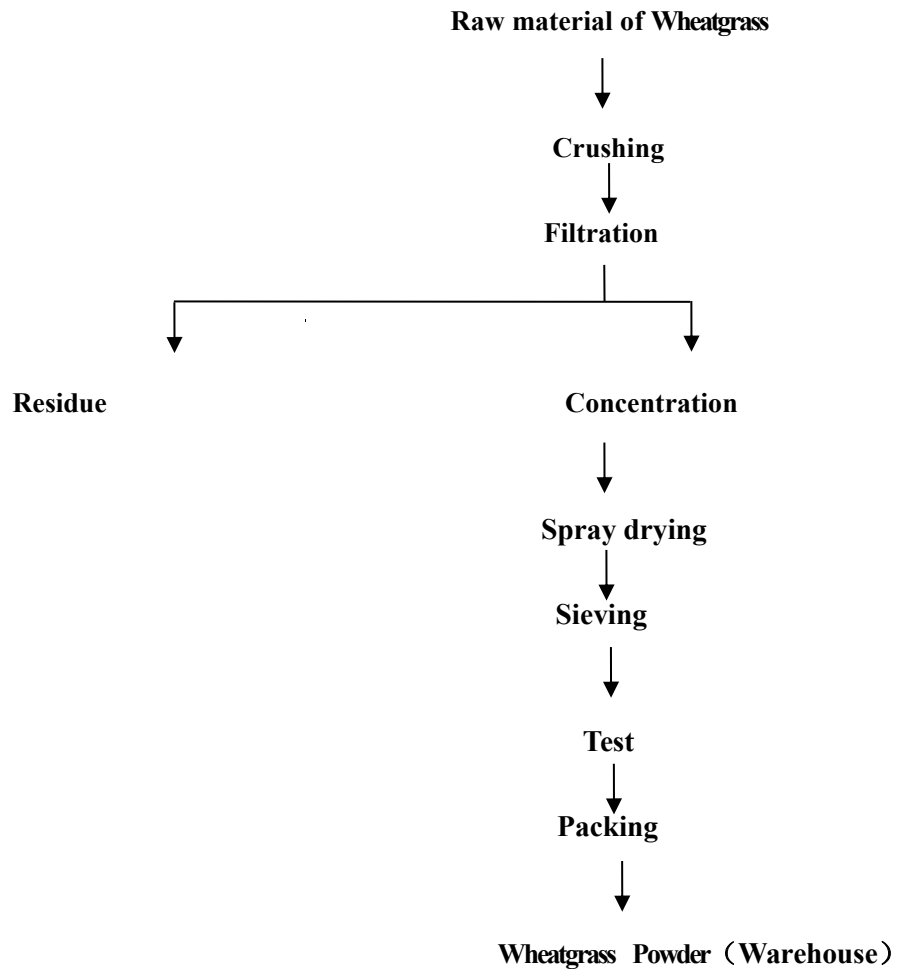 Raw material of Wheatgrass
Crushing
Filtration
Residue
Concentration
Spray drying
Sieving
Test
Packing
Wheatgrass Powder（Warehouse）